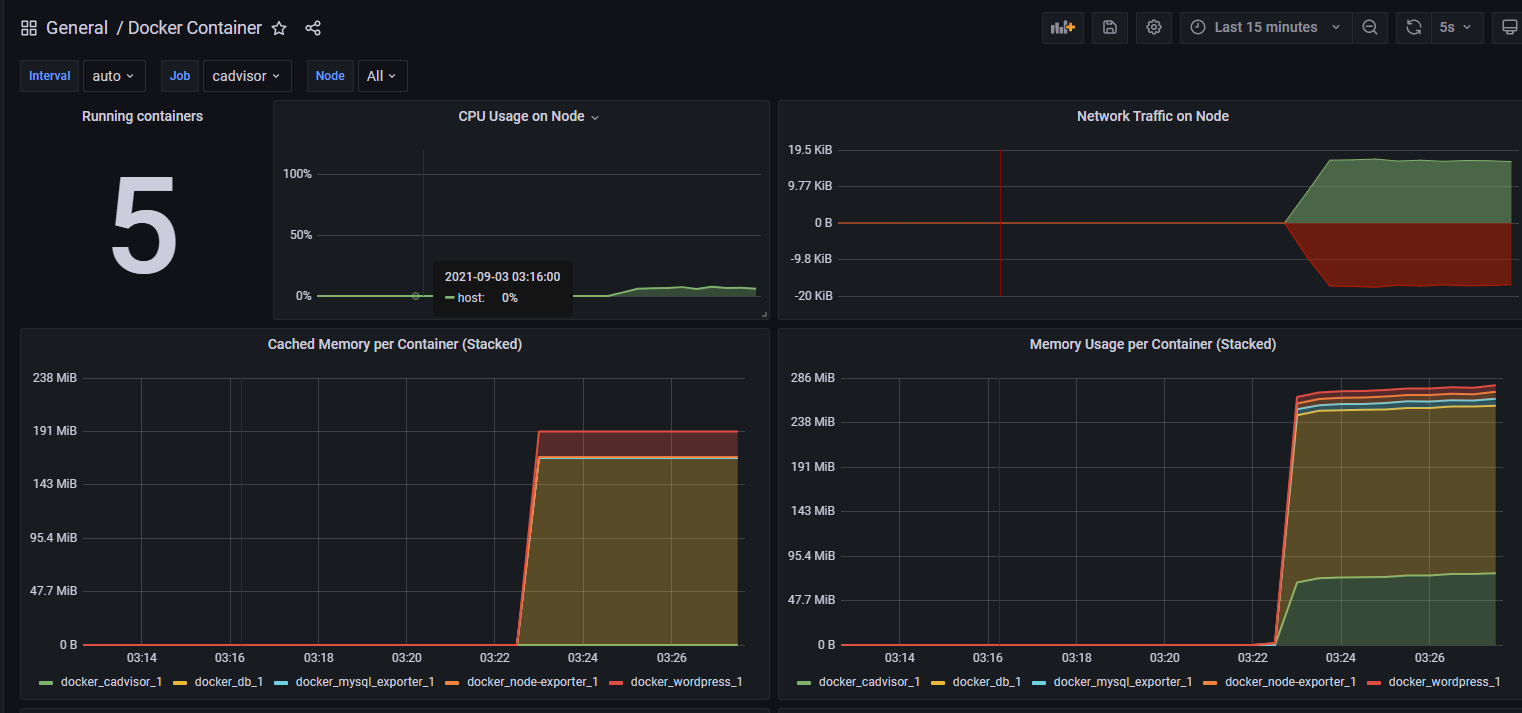 General / Docker Container
Last 15 minutes
5s
Interval auto Job cadvisor Node All
Running containers
5
CPU Usage on Node
100%
50%
0%
2021-09-03 03:16:00
host: 0%
Network Traffic on Node
19.5 KiB
9.77 KiB
0 B
-9.8 KiB
-20 KiB
Cached Memory per Container (Stacked)
238 MiB
191 MiB
143 MiB
95.4 MiB
47.7 MiB
0 B
03:14 03:16 03:18 03:20 03:22 03:24 03:26
docker_cadvisor_1 docker_db_1 docker_mysql_exporter_1 docker_node-exporter_1 docker_wordpress_1
Memory Usage per Container (Stacked)
286 MiB
238 MiB
191 MiB
143 MiB
95.4 MiB
47.7 MiB
0 B
03:14 03:16 03:18 03:20 03:22 03:24 03:26
docker_cadvisor_1 docker_db_1 docker_mysql_exporter_1 docker_node-exporter_1 docker_wordpress_1